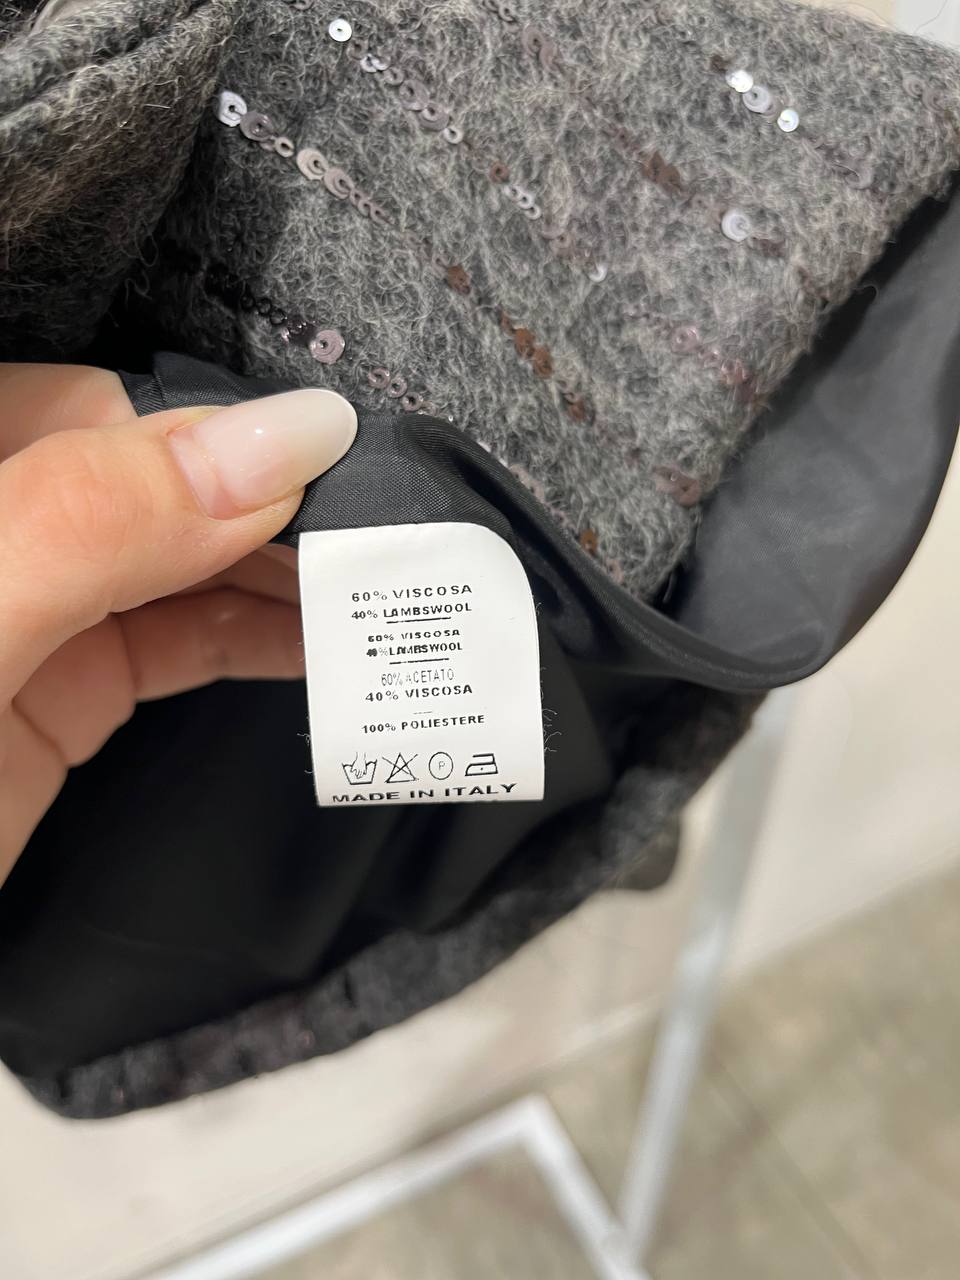 60% VISCOSA
40% LAMBSWOOL
60% VISCOSA
40% LAMBSWOOL
60% ACETATO
40% VISCOSA
100% POLIESTERE
P
MADE IN ITALY